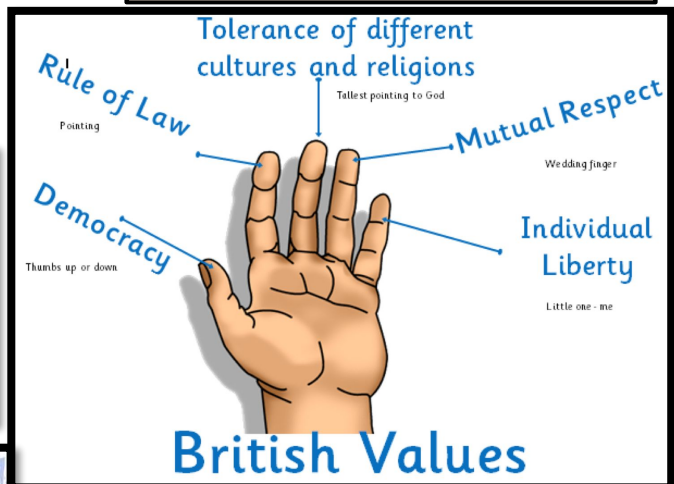 Tolerance of different
cultures and religions
Tallest pointing to God
Rule of Law
Pointing
Mutual Respect
Wedding finger
Democracy
Thumbs up or down
Individual
Liberty
Little one - me
British Values